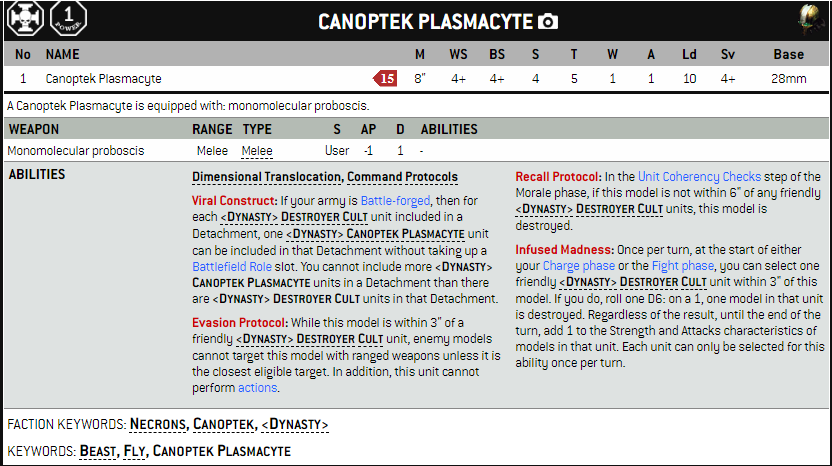 1
POWER
CANOPTEK PLASMACYTE
No NAME M WS BS S T W A Ld Sv Base
1 Canoptek Plasmacyte 15 8" 4+ 4+ 4 5 1 1 10 4+ 28mm
A Canoptek Plasmacyte is equipped with: monomolecular proboscis.
WEAPON RANGE TYPE S AP D ABILITIES
Monomolecular proboscis Melee Melee User -1 1 -
ABILITIES
Dimensional Translocation, Command Protocols
Viral Construct: If your army is Battle-forged, then for
each <DYNASTY> DESTROYER CULT unit included in a
Detachment, one <DYNASTY> CANOPTEK PLASMACYTE unit
can be included in that Detachment without taking up a
Battlefield Role slot. You cannot include more <DYNASTY>
CANOPTEK PLASMACYTE units in a Detachment than there
are <DYNASTY> DESTROYER CULT units in that Detachment.
Evasion Protocol: While this model is within 3" of a
friendly <DYNASTY> DESTROYER CULT unit, enemy models
cannot target this model with ranged weapons unless it is
the closest eligible target. In addition, this unit cannot
perform actions.
Recall Protocol: In the Unit Coherency Checks step of the
Morale phase, if this model is not within 6" of any friendly
<DYNASTY> DESTROYER CULT units, this model is
destroyed.
Infused Madness: Once per turn, at the start of either
your Charge phase or the Fight phase, you can select one
friendly <DYNASTY> DESTROYER CULT unit within 3" of this
model. If you do, roll one D6: on a 1, one model in that unit
is destroyed. Regardless of the result, until the end of the
turn, add 1 to the Strength and Attacks characteristics of
models in that unit. Each unit can only be selected for this
ability once per turn.
FACTION KEYWORDS: NECRONS, CANOPTEK, <DYNASTY>
KEYWORDS: BEAST, FLY, CANOPTEK PLASMACYTE